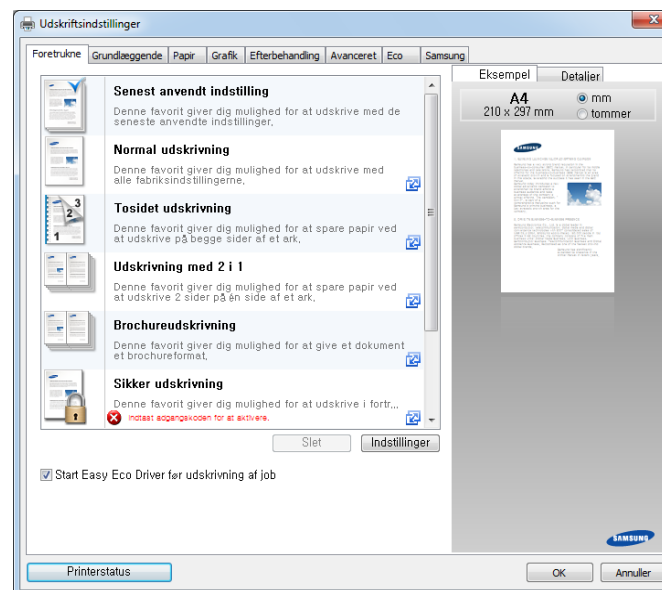 Udskriftsindstillinger
Foretrukne
Grundlæggende
Papir
Grafik
Efterbehandling
Avanceret
Eco
Samsung
Senest anvendt indstilling
Denne favorit giver dig mulighed for at udskrive med de
seneste anvendte indstillinger.
Normal udskrivning
Denne favorit giver dig mulighed for at udskrive med
alle fabriksindstillingerne.
Tosidet udskrivning
Denne favorit giver dig mulighed for at spare papir ved
at udskrive på begge sider af et ark.
Udskrivning med 2 i 1
Denne favorit giver dig mulighed for at spare papir ved
at udskrive 2 sider på én side af et ark.
Brochureudskrivning
Denne favorit giver dig mulighed for at give et dokument
et brochureformat.
Sikker udskrivning
Denne favorit giver dig mulighed for at udskrive i fortr...
Indtast adgangskoden for at aktivere.
1
2
3
Slet
Indstillinger
Start Easy Eco Driver før udskrivning af job
Eksempel
Detaljer
A4
210 x 297 mm
mm
tommer
SAMSUNG
SAMSUNG
Printerstatus
OK
Annuller